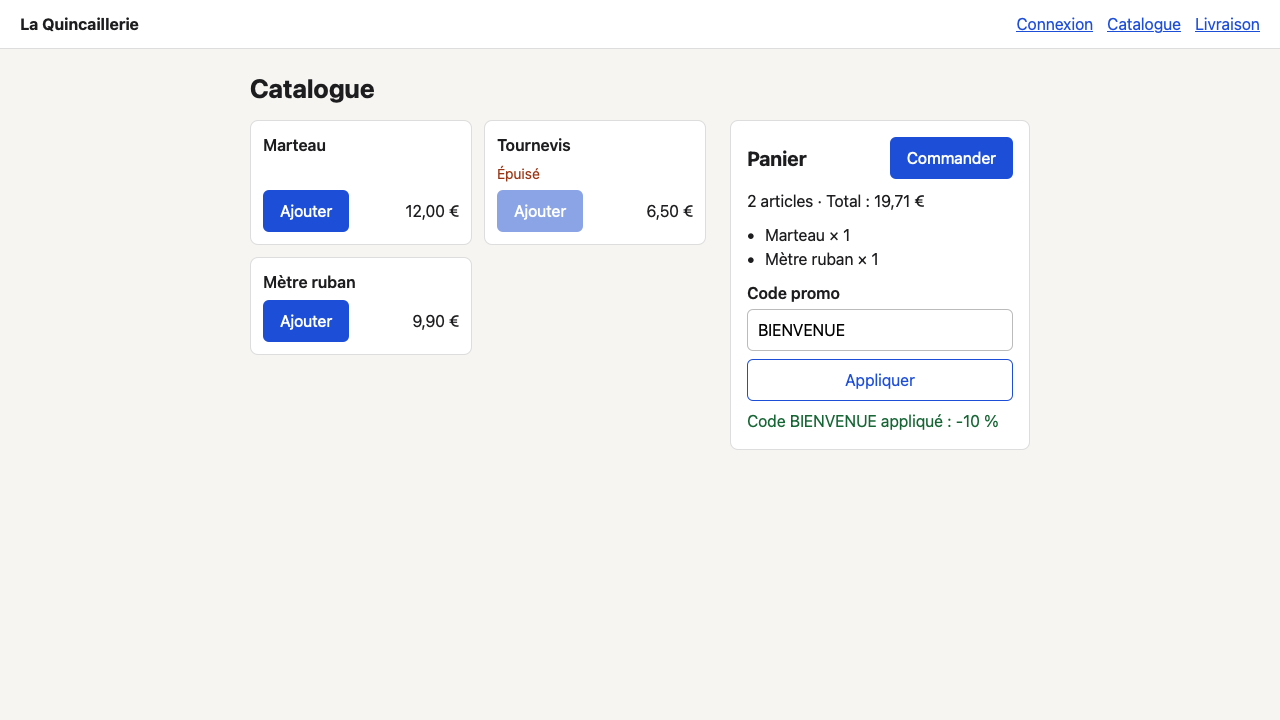 La Quincaillerie
Connexion Catalogue Livraison
Catalogue
Marteau
Ajouter 12,00 €
Tournevis
Épuisé
Ajouter 6,50 €
Mètre ruban
Ajouter 9,90 €
Panier
Commander
2 articles · Total : 19,71 €
• Marteau × 1
• Mètre ruban × 1
Code promo
BIENVENUE
Appliquer
Code BIENVENUE appliqué : -10 %